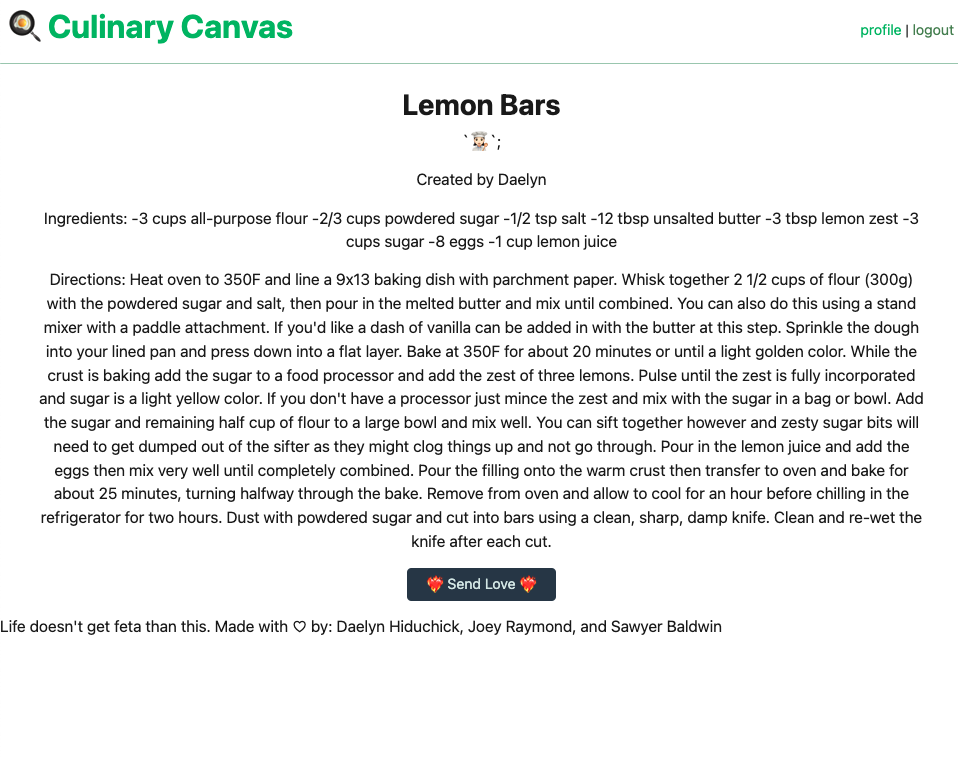 🍳 Culinary Canvas
profile | logout
Lemon Bars
`👩🏻‍🍳`;
Created by Daelyn
Ingredients: -3 cups all-purpose flour -2/3 cups powdered sugar -1/2 tsp salt -12 tbsp unsalted butter -3 tbsp lemon zest -3
cups sugar -8 eggs -1 cup lemon juice
Directions: Heat oven to 350F and line a 9x13 baking dish with parchment paper. Whisk together 2 1/2 cups of flour (300g)
with the powdered sugar and salt, then pour in the melted butter and mix until combined. You can also do this using a stand
mixer with a paddle attachment. If you'd like a dash of vanilla can be added in with the butter at this step. Sprinkle the dough
into your lined pan and press down into a flat layer. Bake at 350F for about 20 minutes or until a light golden color. While the
crust is baking add the sugar to a food processor and add the zest of three lemons. Pulse until the zest is fully incorporated
and sugar is a light yellow color. If you don't have a processor just mince the zest and mix with the sugar in a bag or bowl. Add
the sugar and remaining half cup of flour to a large bowl and mix well. You can sift together however and zesty sugar bits will
need to get dumped out of the sifter as they might clog things up and not go through. Pour in the lemon juice and add the
eggs then mix very well until completely combined. Pour the filling onto the warm crust then transfer to oven and bake for
about 25 minutes, turning halfway through the bake. Remove from oven and allow to cool for an hour before chilling in the
refrigerator for two hours. Dust with powdered sugar and cut into bars using a clean, sharp, damp knife. Clean and re-wet the
knife after each cut.
❤️‍🔥 Send Love ❤️‍🔥
Life doesn't get feta than this. Made with ♡ by: Daelyn Hiduchick, Joey Raymond, and Sawyer Baldwin